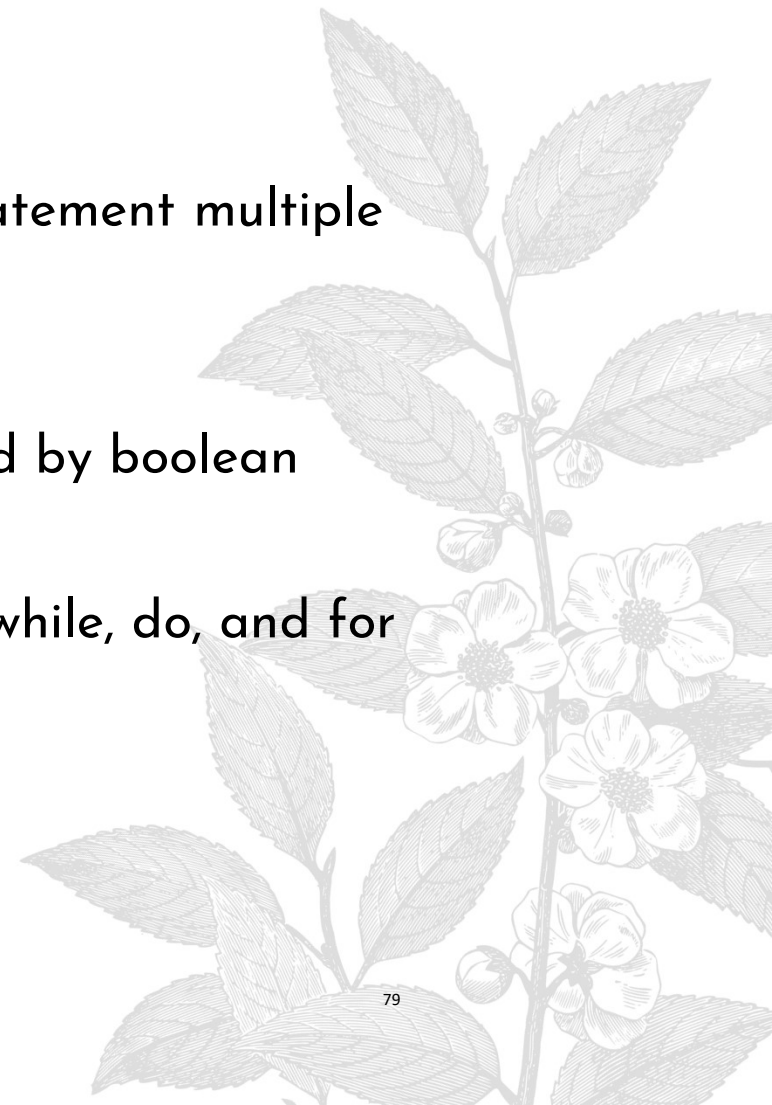 atement multiple
d by boolean
while, do, and for
79